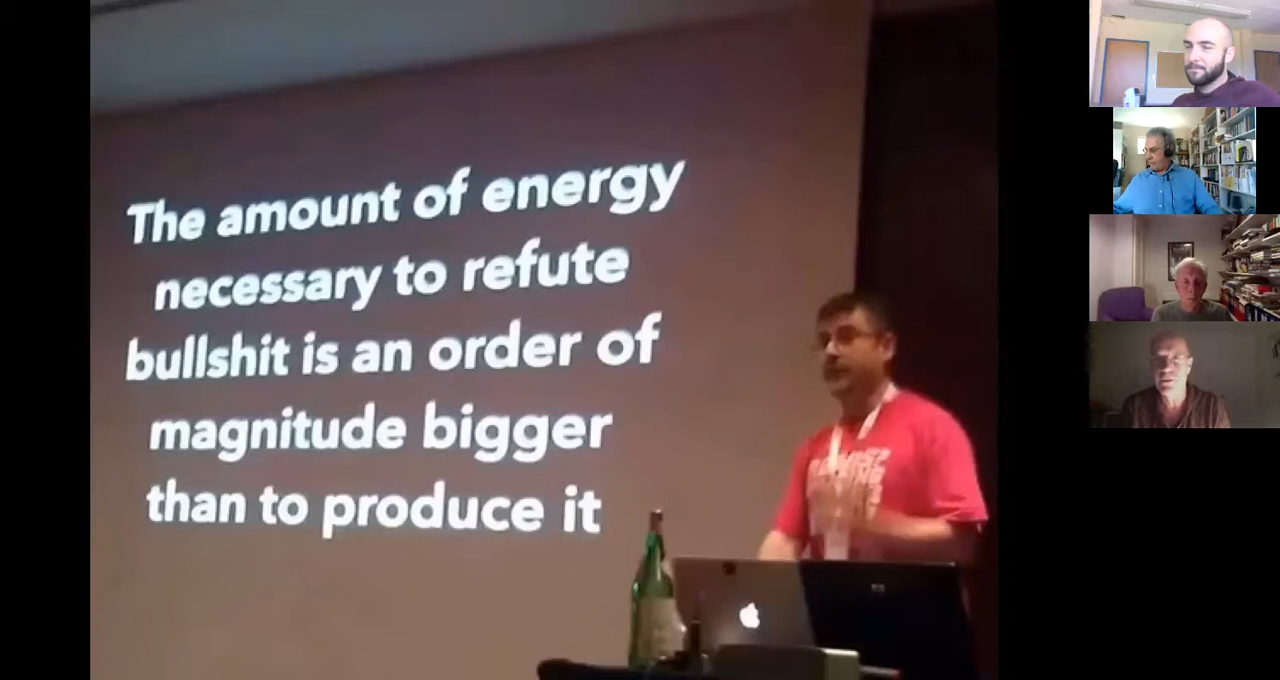 The amount of energy
necessary to refute
bullshit is an order of
magnitude bigger
than to produce it